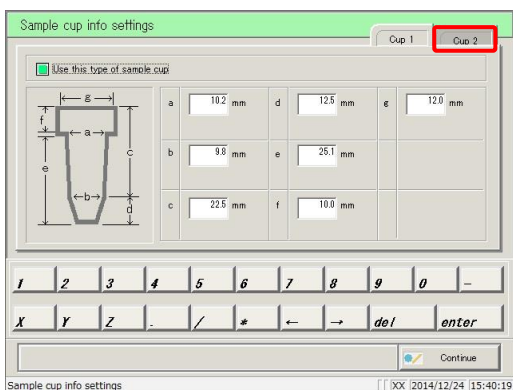 Sample cup info settings
Cup 1 Cup 2
Use this type of sample cup
g
f
a
c
e
b
d
a 10.2 mm d 12.5 mm g 12.0 mm
b 9.8 mm e 25.1 mm
c 22.5 mm f 10.0 mm
1 2 3 4 5 6 7 8 9 0 -
X Y Z . / * ← → del enter
Continue
Sample cup info settings [ [ XX 2014/12/24 15:40:19